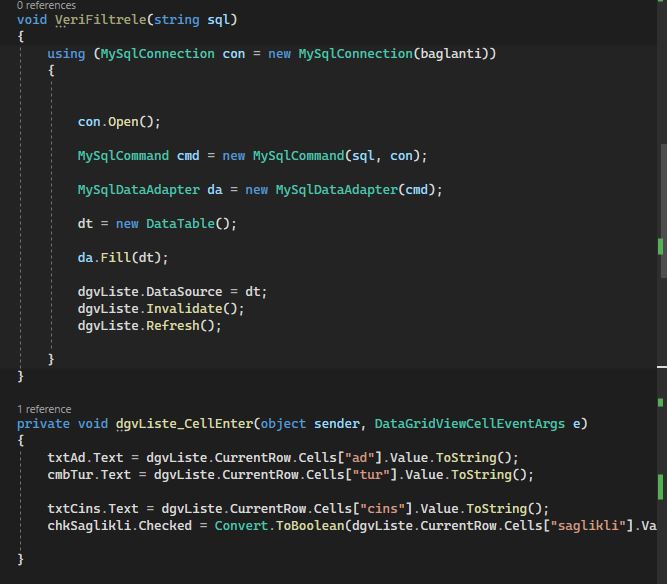 0 references
void VeriFiltrele(string sql)
{
using (MySqlConnection con = new MySqlConnection(baglanti))
{
con.Open();
MySqlCommand cmd = new MySqlCommand(sql, con);
MySqlDataAdapter da = new MySqlDataAdapter(cmd);
dt = new DataTable();
da.Fill(dt);
dgvListe.DataSource = dt;
dgvListe.Invalidate();
dgvListe.Refresh();
}
}
1 reference
private void dgvListe_CellEnter(object sender, DataGridViewCellEventArgs e)
{
txtAd.Text = dgvListe.CurrentRow.Cells["ad"].Value.ToString();
cmbTur.Text = dgvListe.CurrentRow.Cells["tur"].Value.ToString();
txtCins.Text = dgvListe.CurrentRow.Cells["cins"].Value.ToString();
chkSaglikli.Checked = Convert.ToBoolean(dgvListe.CurrentRow.Cells["saglikli"].Va
}